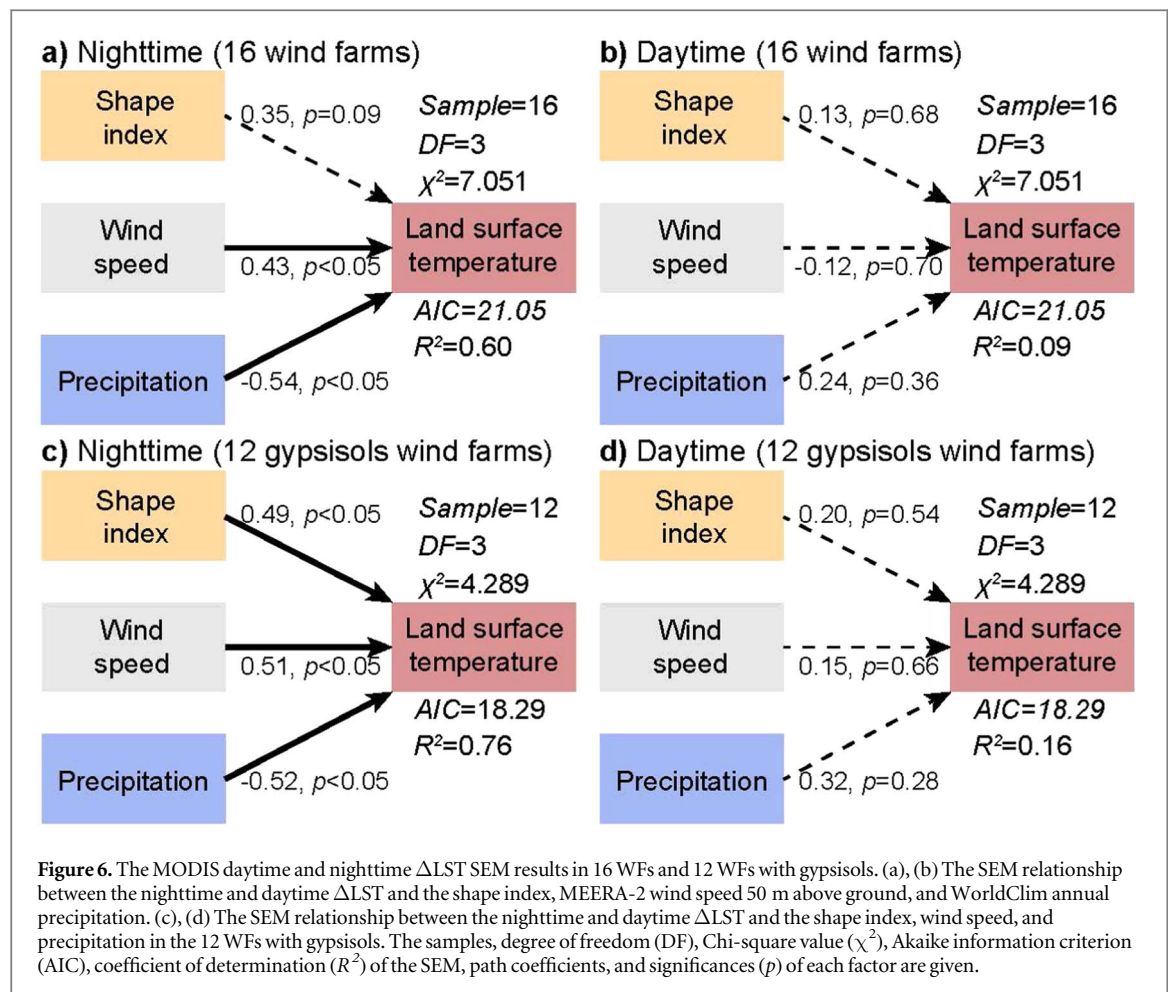 a) Nighttime (16 wind farms)
Shape
index
0.35, p=0.09
Sample=16
DF=3
χ²=7.051
Wind
speed
0.43, p<0.05
Land surface
temperature
Precipitation
-0.54, p<0.05
AIC=21.05
R²=0.60
b) Daytime (16 wind farms)
Shape
index
0.13, p=0.68
Sample=16
DF=3
χ²=7.051
Wind
speed
-0.12, p=0.70
Land surface
temperature
Precipitation
0.24, p=0.36
AIC=21.05
R²=0.09
c) Nighttime (12 gypsisols wind farms)
Shape
index
0.49, p<0.05
Sample=12
DF=3
χ²=4.289
Wind
speed
0.51, p<0.05
Land surface
temperature
Precipitation
-0.52, p<0.05
AIC=18.29
R²=0.76
d) Daytime (12 gypsisols wind farms)
Shape
index
0.20, p=0.54
Sample=12
DF=3
χ²=4.289
Wind
speed
0.15, p=0.66
Land surface
temperature
Precipitation
0.32, p=0.28
AIC=18.29
R²=0.16
Figure 6. The MODIS daytime and nighttime ΔLST SEM results in 16 WFs and 12 WFs with gypsisols. (a), (b) The SEM relationship
between the nighttime and daytime ΔLST and the shape index, MEERA-2 wind speed 50 m above ground, and WorldClim annual
precipitation. (c), (d) The SEM relationship between the nighttime and daytime ΔLST and the shape index, wind speed, and
precipitation in the 12 WFs with gypsisols. The samples, degree of freedom (DF), Chi-square value (χ²), Akaike information criterion
(AIC), coefficient of determination (R²) of the SEM, path coefficients, and significances (p) of each factor are given.